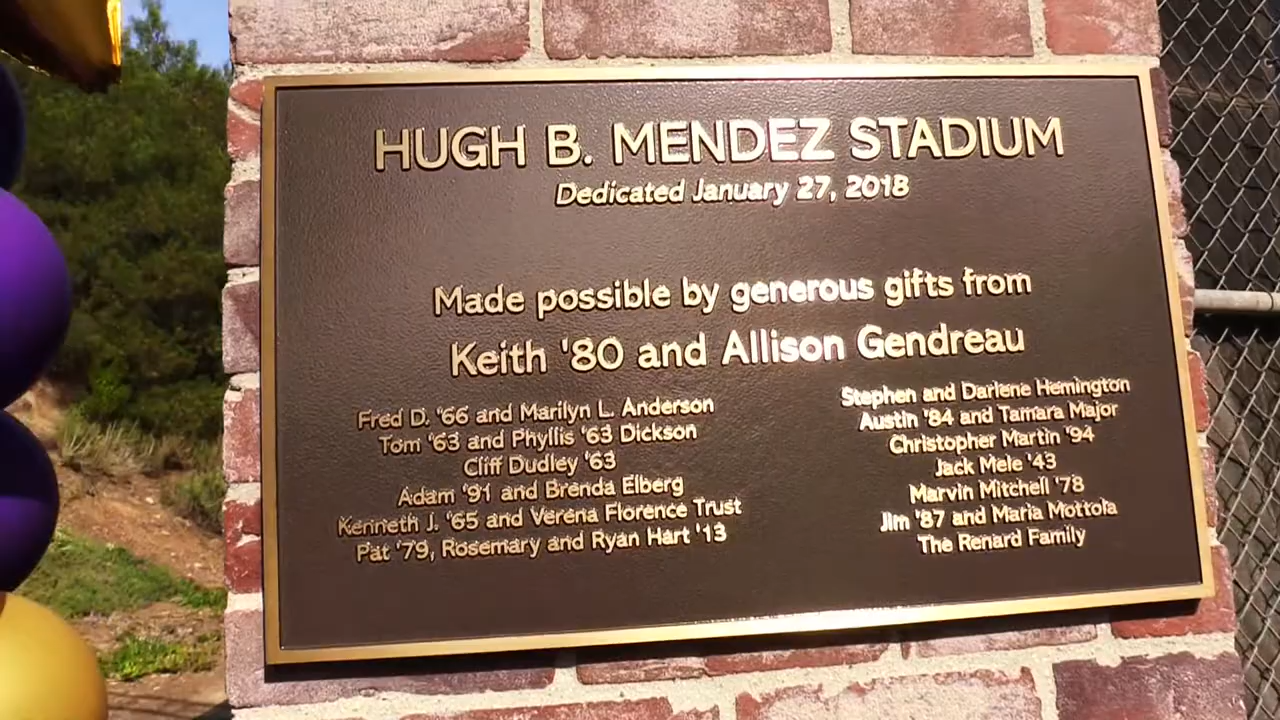 HUGH B. MENDEZ STADIUM
Dedicated January 27, 2018
Made possible by generous gifts from
Keith '80 and Allison Gendreau
Fred D. '66 and Marilyn L. Anderson
Tom '63 and Phyllis '63 Dickson
Cliff Dudley '63
Adam '91 and Brenda Elberg
Kenneth J. '65 and Verena Florence Trust
Pat '79, Rosemary and Ryan Hart '13
Stephen and Darlene Hemington
Austin '84 and Tamara Major
Christopher Martin '94
Jack Mele '43
Marvin Mitchell '78
Jim '87 and Maria Mottola
The Renard Family